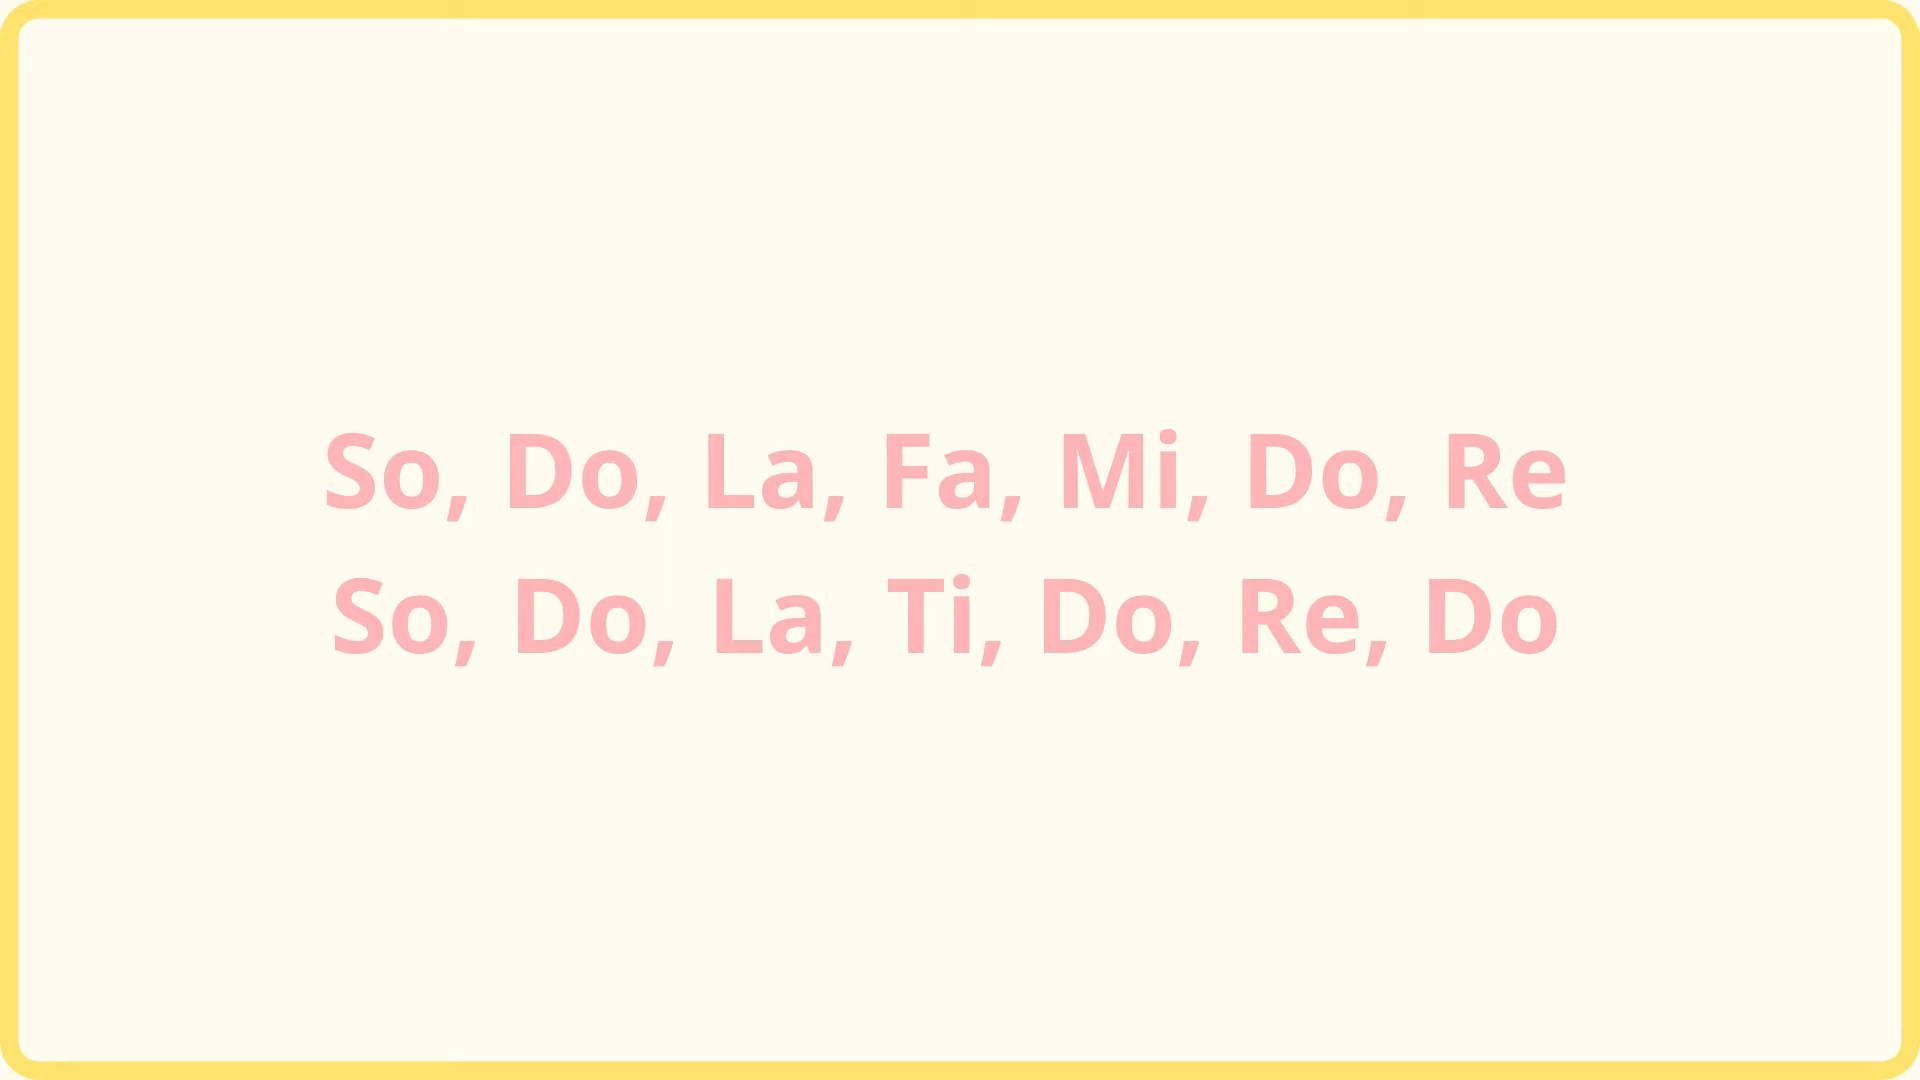 So, Do, La, Fa, Mi, Do, Re
So, Do, La, Ti, Do, Re, Do